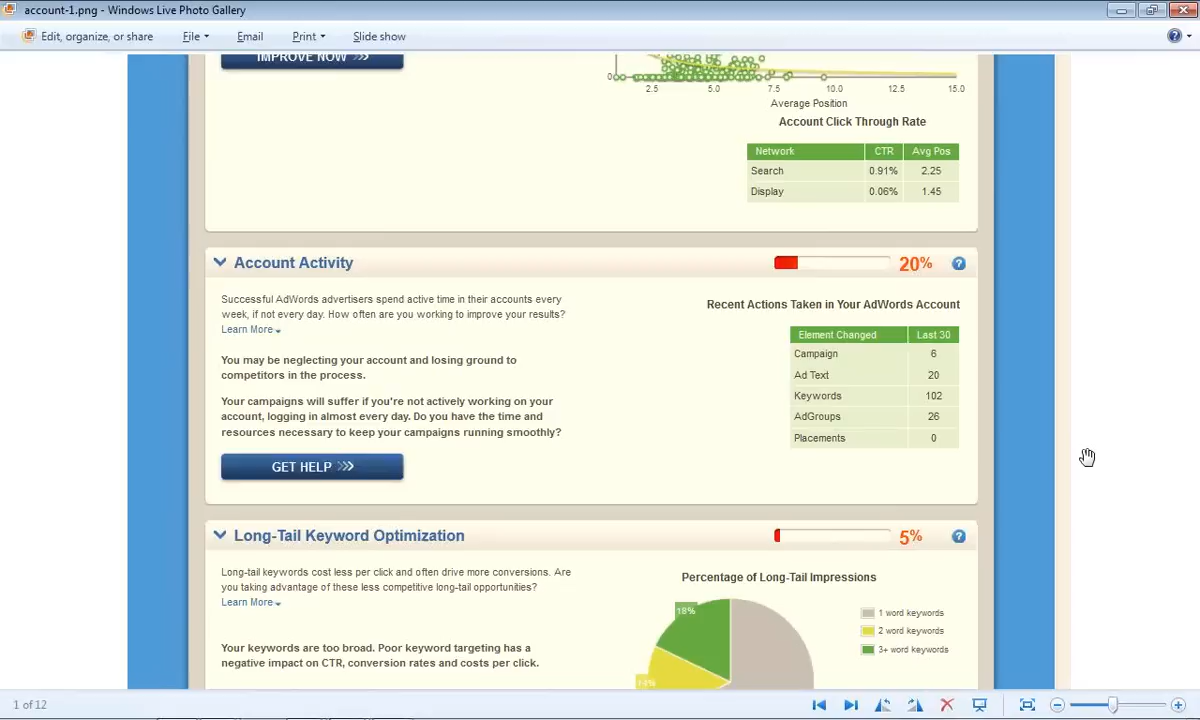 account-1.png - Windows Live Photo Gallery
Edit, organize, or share File Email Print Slide show
IMPROVE NOW
0
2.5 5.0 7.5 10.0 12.5 15.0
Average Position
Account Click Through Rate
Network CTR Avg Pos
Search 0.91% 2.25
Display 0.06% 1.45
Account Activity 20% ?
Successful AdWords advertisers spend active time in their accounts every
week, if not every day. How often are you working to improve your results?
Learn More
You may be neglecting your account and losing ground to
competitors in the process.
Your campaigns will suffer if you're not actively working on your
account, logging in almost every day. Do you have the time and
resources necessary to keep your campaigns running smoothly?
GET HELP
Recent Actions Taken in Your AdWords Account
Element Changed Last 30
Campaign 6
Ad Text 20
Keywords 102
AdGroups 26
Placements 0
Long-Tail Keyword Optimization 5% ?
Long-tail keywords cost less per click and often drive more conversions. Are
you taking advantage of these less competitive long-tail opportunities?
Learn More
Your keywords are too broad. Poor keyword targeting has a
negative impact on CTR, conversion rates and costs per click.
Percentage of Long-Tail Impressions
18%
1 word keywords
2 word keywords
3+ word keywords
1 of 12